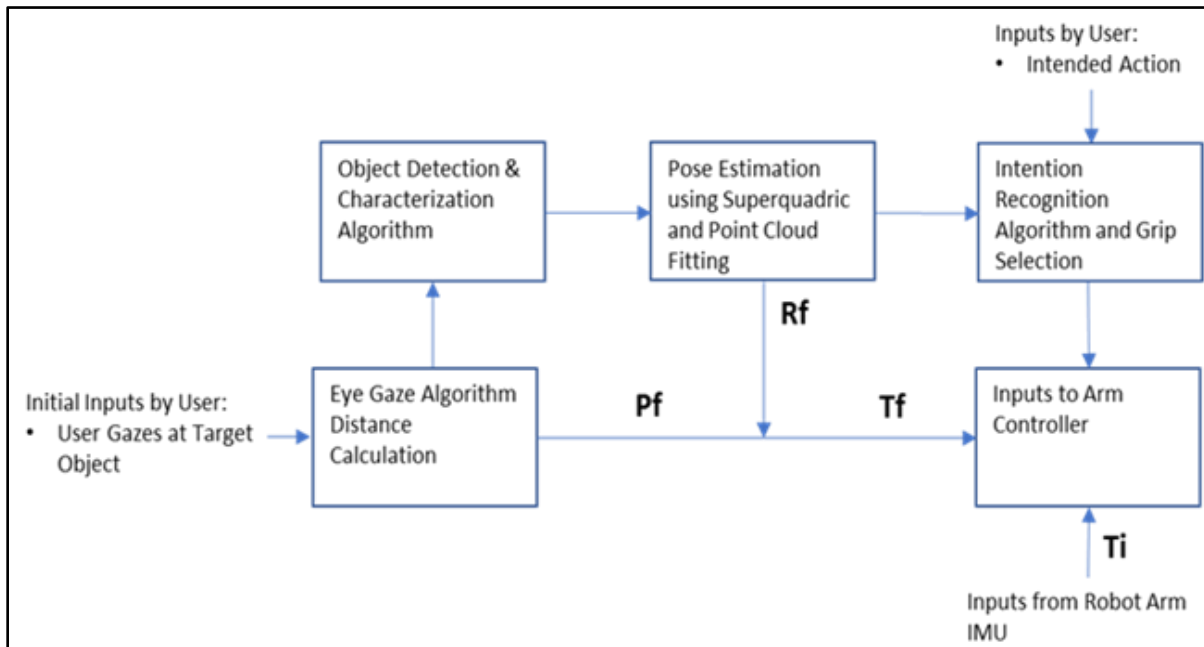 Inputs by User:
• Intended Action
Object Detection &
Characterization
Algorithm
Pose Estimation
using Superquadric
and Point Cloud
Fitting
Intention
Recognition
Algorithm and Grip
Selection
Rf
Initial Inputs by User:
• User Gazes at Target
Object
Eye Gaze Algorithm
Distance
Calculation
Pf
Tf
Inputs to Arm
Controller
Ti
Inputs from Robot Arm
IMU